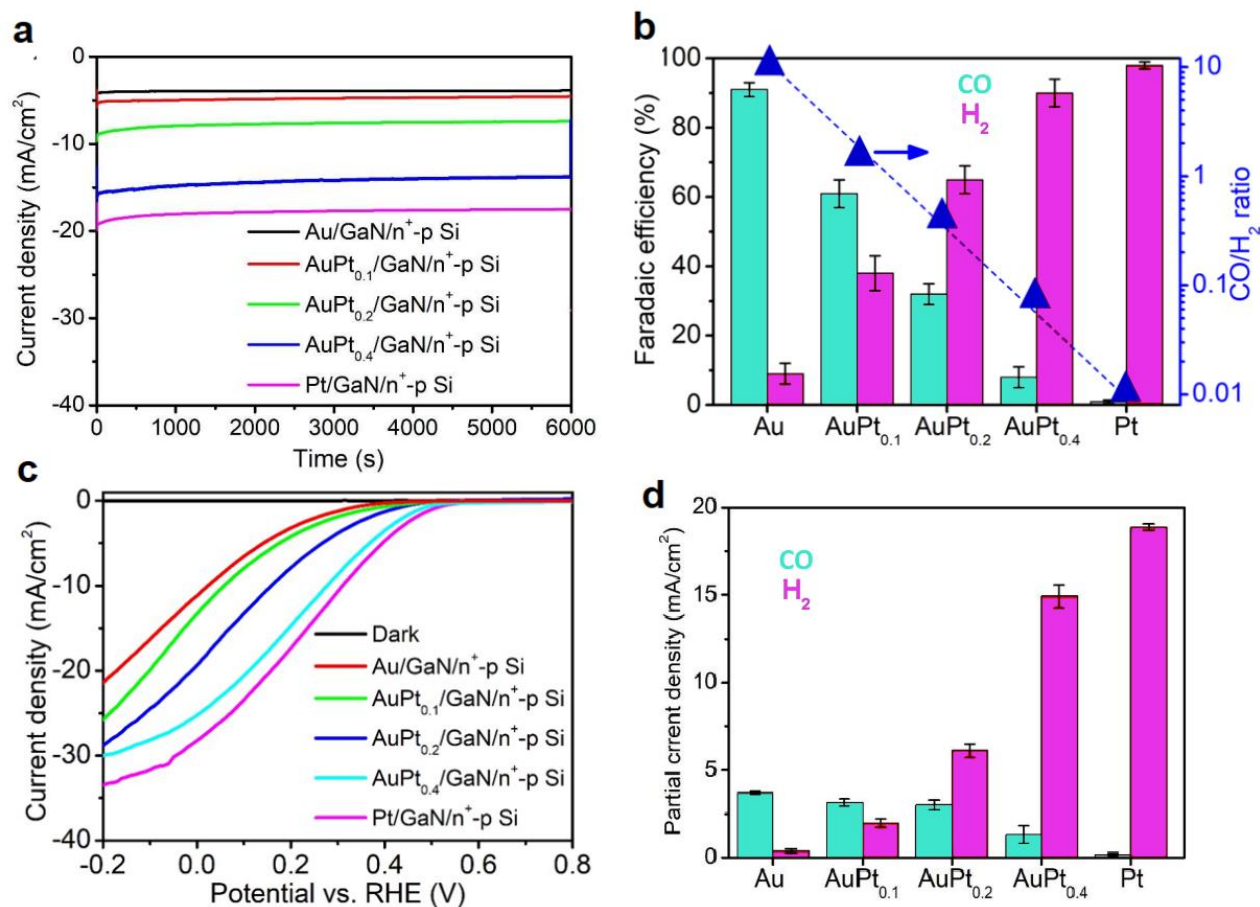 a
0
-10
-20
-30
-40
Current density (mA/cm²)
Au/GaN/n⁺-p Si
AuPt₀.₁/GaN/n⁺-p Si
AuPt₀.₂/GaN/n⁺-p Si
AuPt₀.₄/GaN/n⁺-p Si
Pt/GaN/n⁺-p Si
0 1000 2000 3000 4000 5000 6000
Time (s)
b
100
80
60
40
20
0
Faradaic efficiency (%)
CO
H₂
10
1
0.1
0.01
CO/H₂ ratio
Au AuPt₀.₁ AuPt₀.₂ AuPt₀.₄ Pt
c
0
-10
-20
-30
-40
Current density (mA/cm²)
Dark
Au/GaN/n⁺-p Si
AuPt₀.₁/GaN/n⁺-p Si
AuPt₀.₂/GaN/n⁺-p Si
AuPt₀.₄/GaN/n⁺-p Si
Pt/GaN/n⁺-p Si
-0.2 0.0 0.2 0.4 0.6 0.8
Potential vs. RHE (V)
d
20
15
10
5
0
Partial crrent density (mA/cm²)
CO
H₂
Au AuPt₀.₁ AuPt₀.₂ AuPt₀.₄ Pt